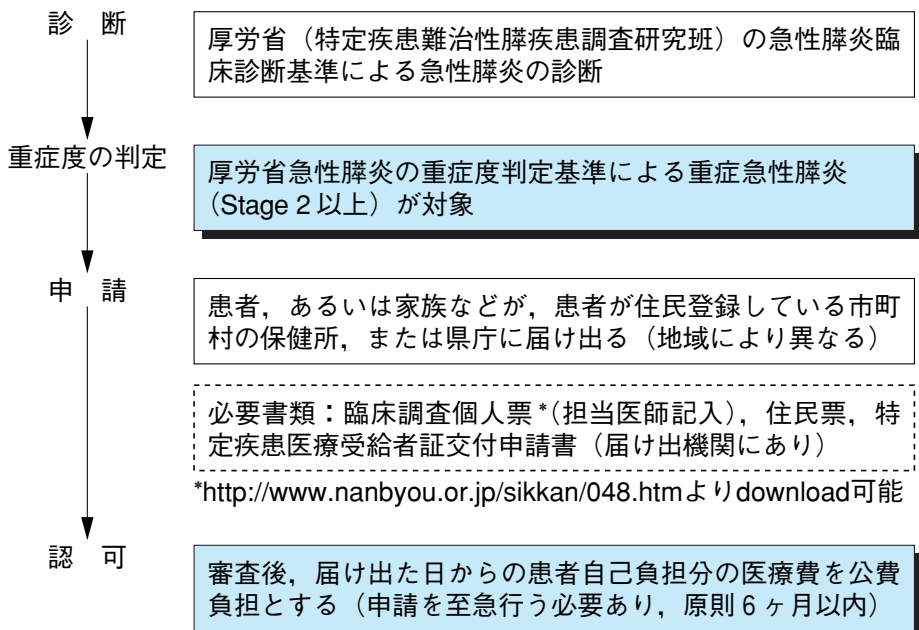 診　断
厚労省（特定疾患難治性膵疾患調査研究班）の急性膵炎臨
床診断基準による急性膵炎の診断
重症度の判定
厚労省急性膵炎の重症度判定基準による重症急性膵炎
（Stage 2 以上）が対象
申　請
患者，あるいは家族などが，患者が住民登録している市町
村の保健所，または県庁に届け出る（地域により異なる）
必要書類：臨床調査個人票*（担当医師記入），住民票，特
定疾患医療受給者証交付申請書（届け出機関にあり）
*http://www.nanbyou.or.jp/sikkan/048.htmよりdownload可能
認　可
審査後，届け出た日からの患者自己負担分の医療費を公費
負担とする（申請を至急行う必要あり，原則 6 ヶ月以内）